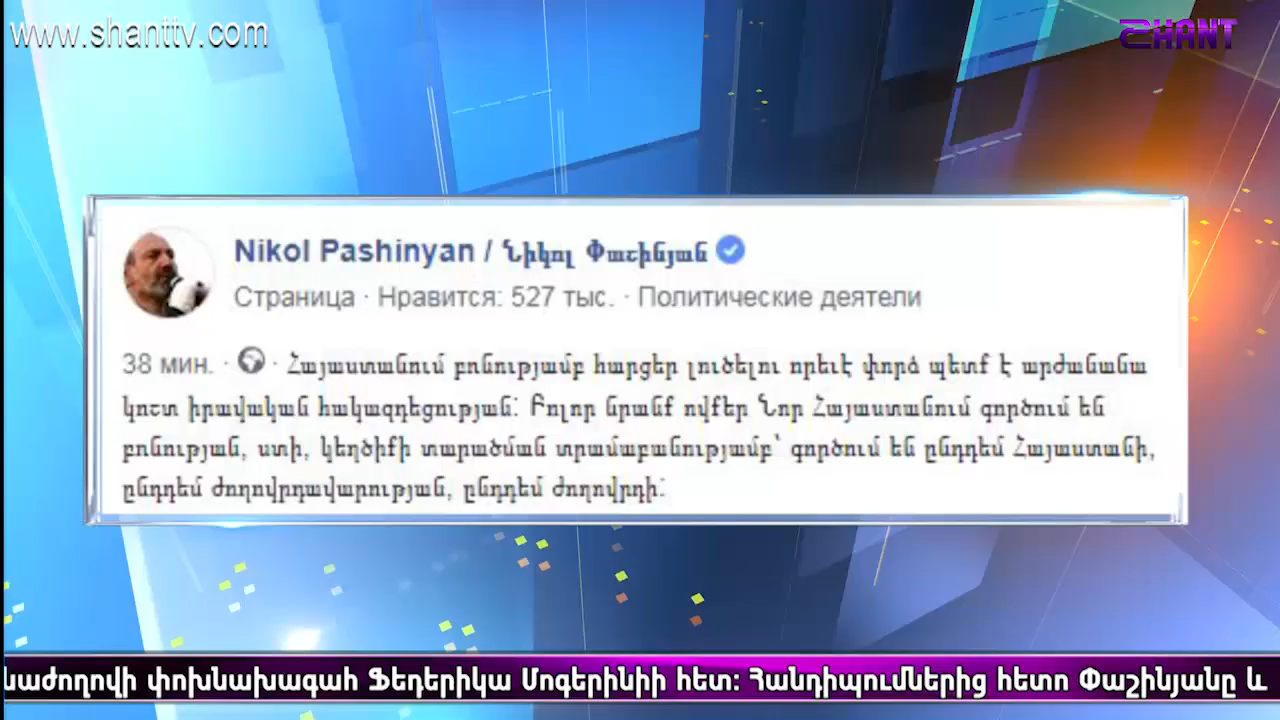 www.shanttv.com
SHANT
Nikol Pashinyan / Նիկոլ Փաշինյան
Страница · Нравится: 527 тыс. · Политические деятели
38 мин. · Հայաստանում բռնությամբ հարցեր լուծելու որեւէ փորձ պետք է արժանանա
կոշտ իրավական հակազդեցության: Բոլոր նրանք ովքեր Նոր Հայաստանում գործում են
բռնության, ստի, կեղծիքի տարածման տրամաբանությամբ՝ գործում են ընդդեմ Հայաստանի,
ընդդեմ ժողովրդավարության, ընդդեմ ժողովրդի:
նաժողովի փոխնախագահ Ֆեդերիկա Մոգերինիի հետ: Հանդիպումներից հետո Փաշինյանը և